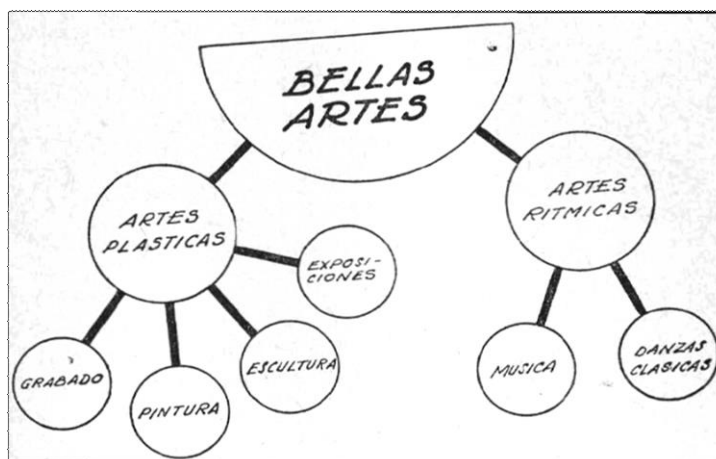 BELLAS
ARTES
ARTES
PLASTICAS
ARTES
RITMICAS
EXPOSI-
CIONES
GRABADO
PINTURA
ESCULTURA
MUSICA
DANZAS
CLASICAS